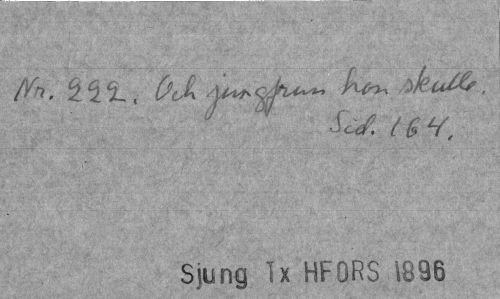 Nr. 222. Och jungfrun hon skulle.
Sid. 164.
Sjung Tx HFORS 1896